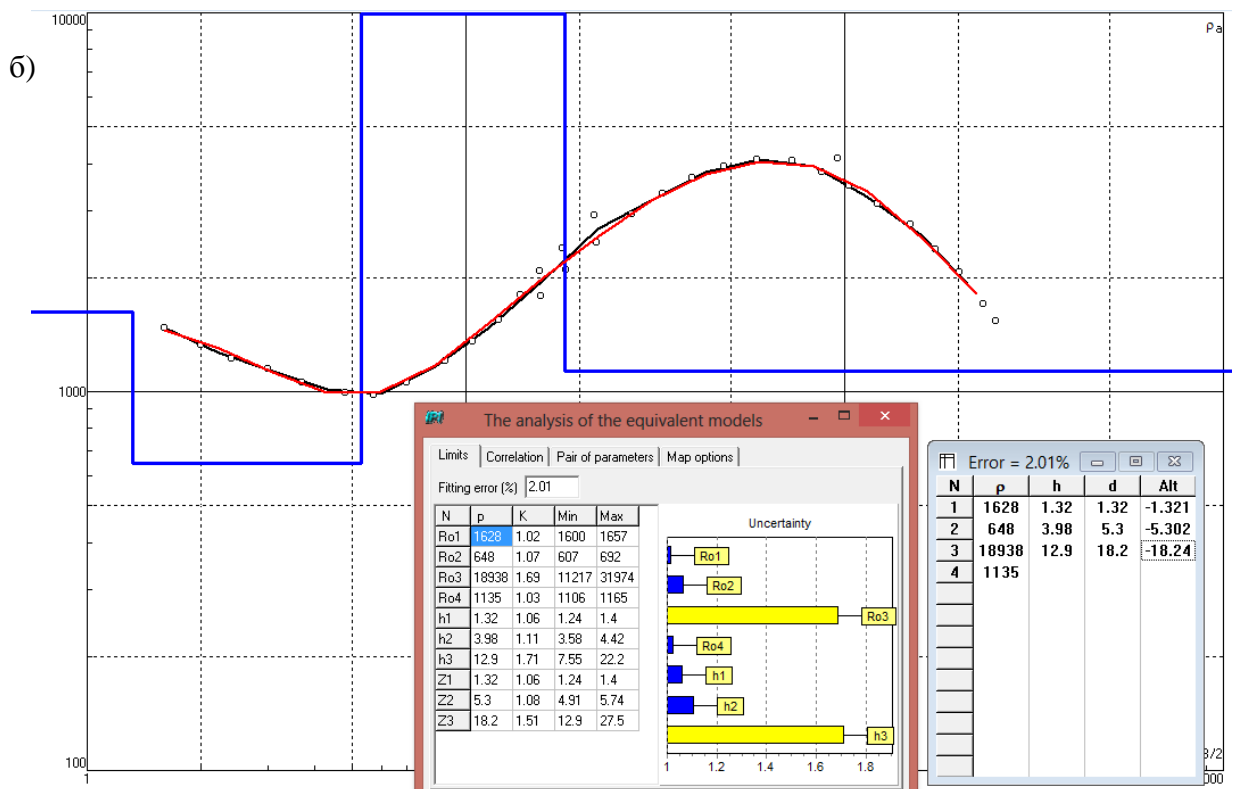 10000
ρa
б)
1000
100
1
The analysis of the equivalent models
Limits Correlation Pair of parameters Map options
Fitting error (%) 2.01
N p K Min Max
Ro1 1628 1.02 1600 1657
Ro2 648 1.07 607 692
Ro3 18938 1.69 11217 31974
Ro4 1135 1.03 1106 1165
h1 1.32 1.06 1.24 1.4
h2 3.98 1.11 3.58 4.42
h3 12.9 1.71 7.55 22.2
Z1 1.32 1.06 1.24 1.4
Z2 5.3 1.08 4.91 5.74
Z3 18.2 1.51 12.9 27.5
Uncertainty
Ro1
Ro2
Ro3
Ro4
h1
h2
h3
1 1.2 1.4 1.6 1.8
Error = 2.01%
N ρ h d Alt
1 1628 1.32 1.32 -1.321
2 648 3.98 5.3 -5.302
3 18938 12.9 18.2 -18.24
4 1135